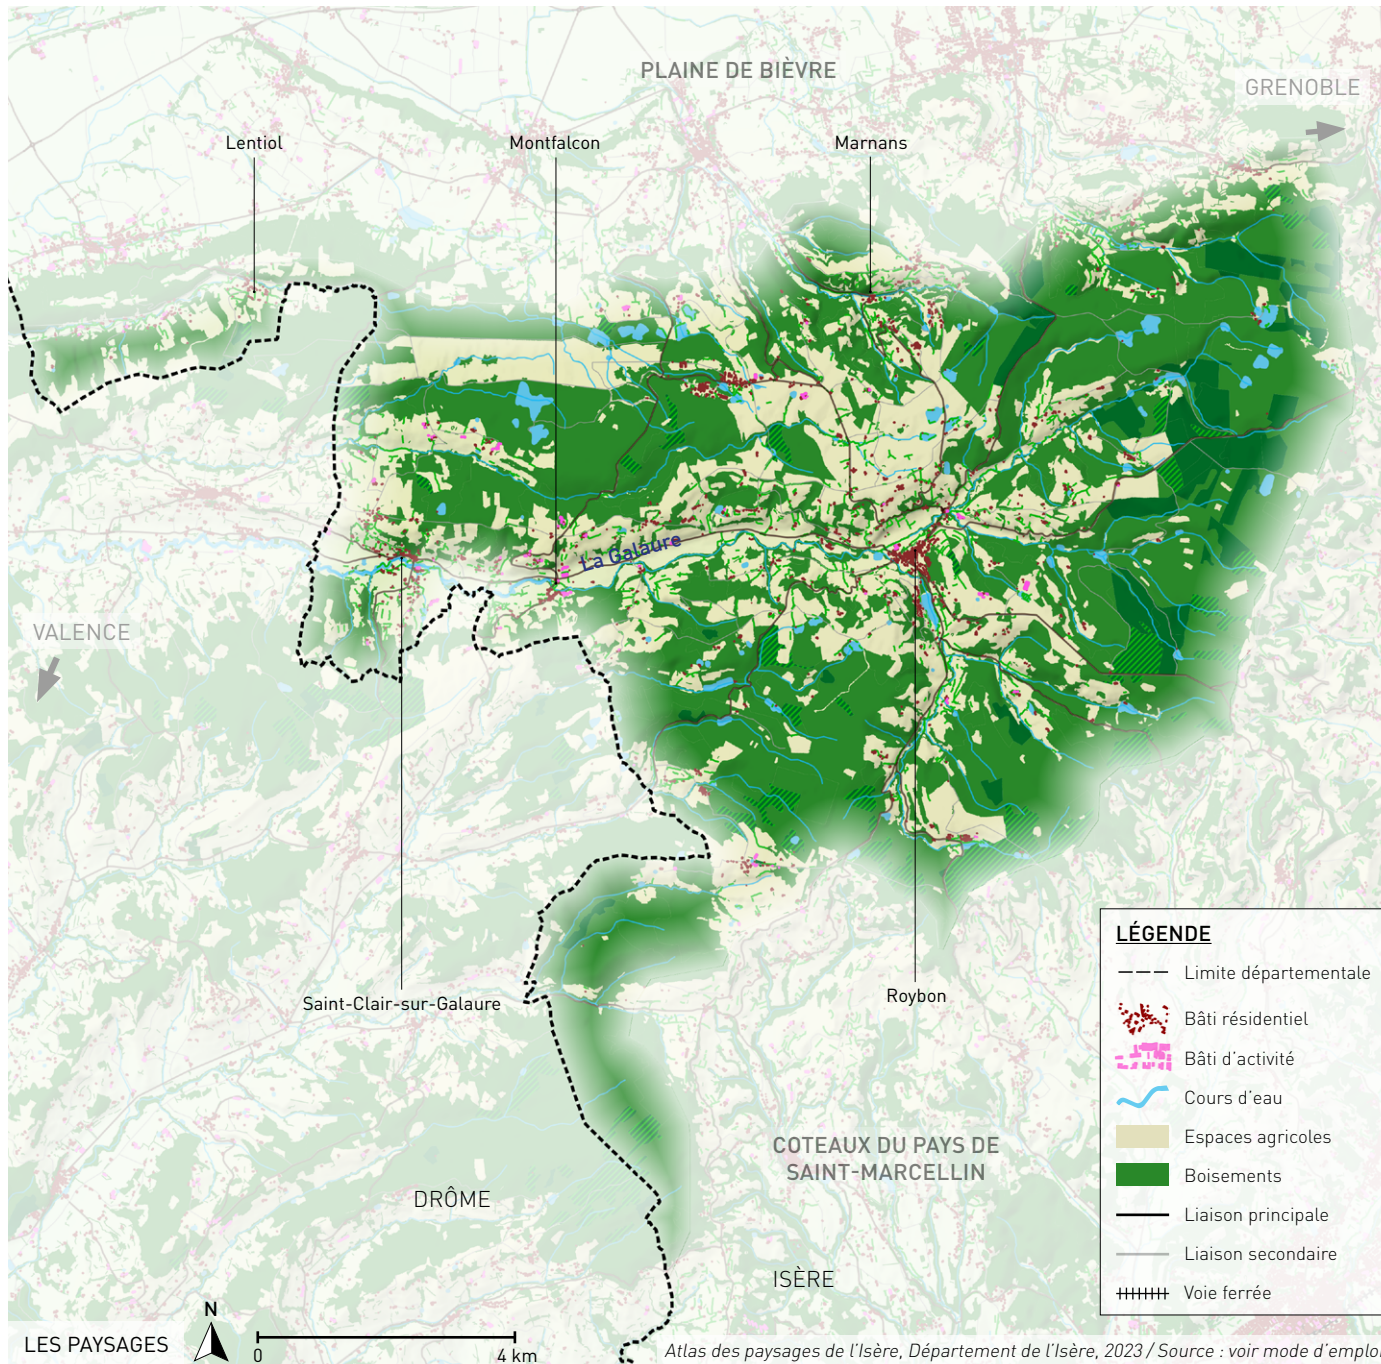 PLAINE DE BIÈVRE
GRENOBLE
Lentiol
Montfalcon
Marnans
La Galaure
VALENCE
Saint-Clair-sur-Galaure
Roybon
COTEAUX DU PAYS DE
SAINT-MARCELLIN
DRÔME
ISÈRE
LÉGENDE
Limite départementale
Bâti résidentiel
Bâti d'activité
Cours d'eau
Espaces agricoles
Boisements
Liaison principale
Liaison secondaire
Voie ferrée
LES PAYSAGES
N
0
4 km
Atlas des paysages de l'Isère, Département de l'Isère, 2023 / Source : voir mode d'emploi